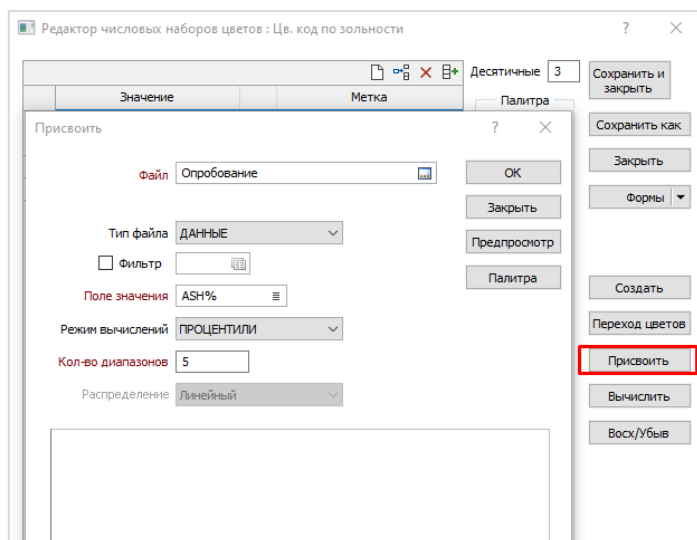 Редактор числовых наборов цветов : Цв. код по зольности
?
Десятичные 3
Сохранить и закрыть
Значение Метка
Палитра
Присвоить ?
Сохранить как
Файл Опробование
ОК
Закрыть
Закрыть
Формы
Тип файла ДАННЫЕ
Предпросмотр
Фильтр
Палитра
Поле значения ASH%
Создать
Режим вычислений ПРОЦЕНТИЛИ
Переход цветов
Кол-во диапазонов 5
Присвоить
Распределение Линейный
Вычислить
Восх/Убыв